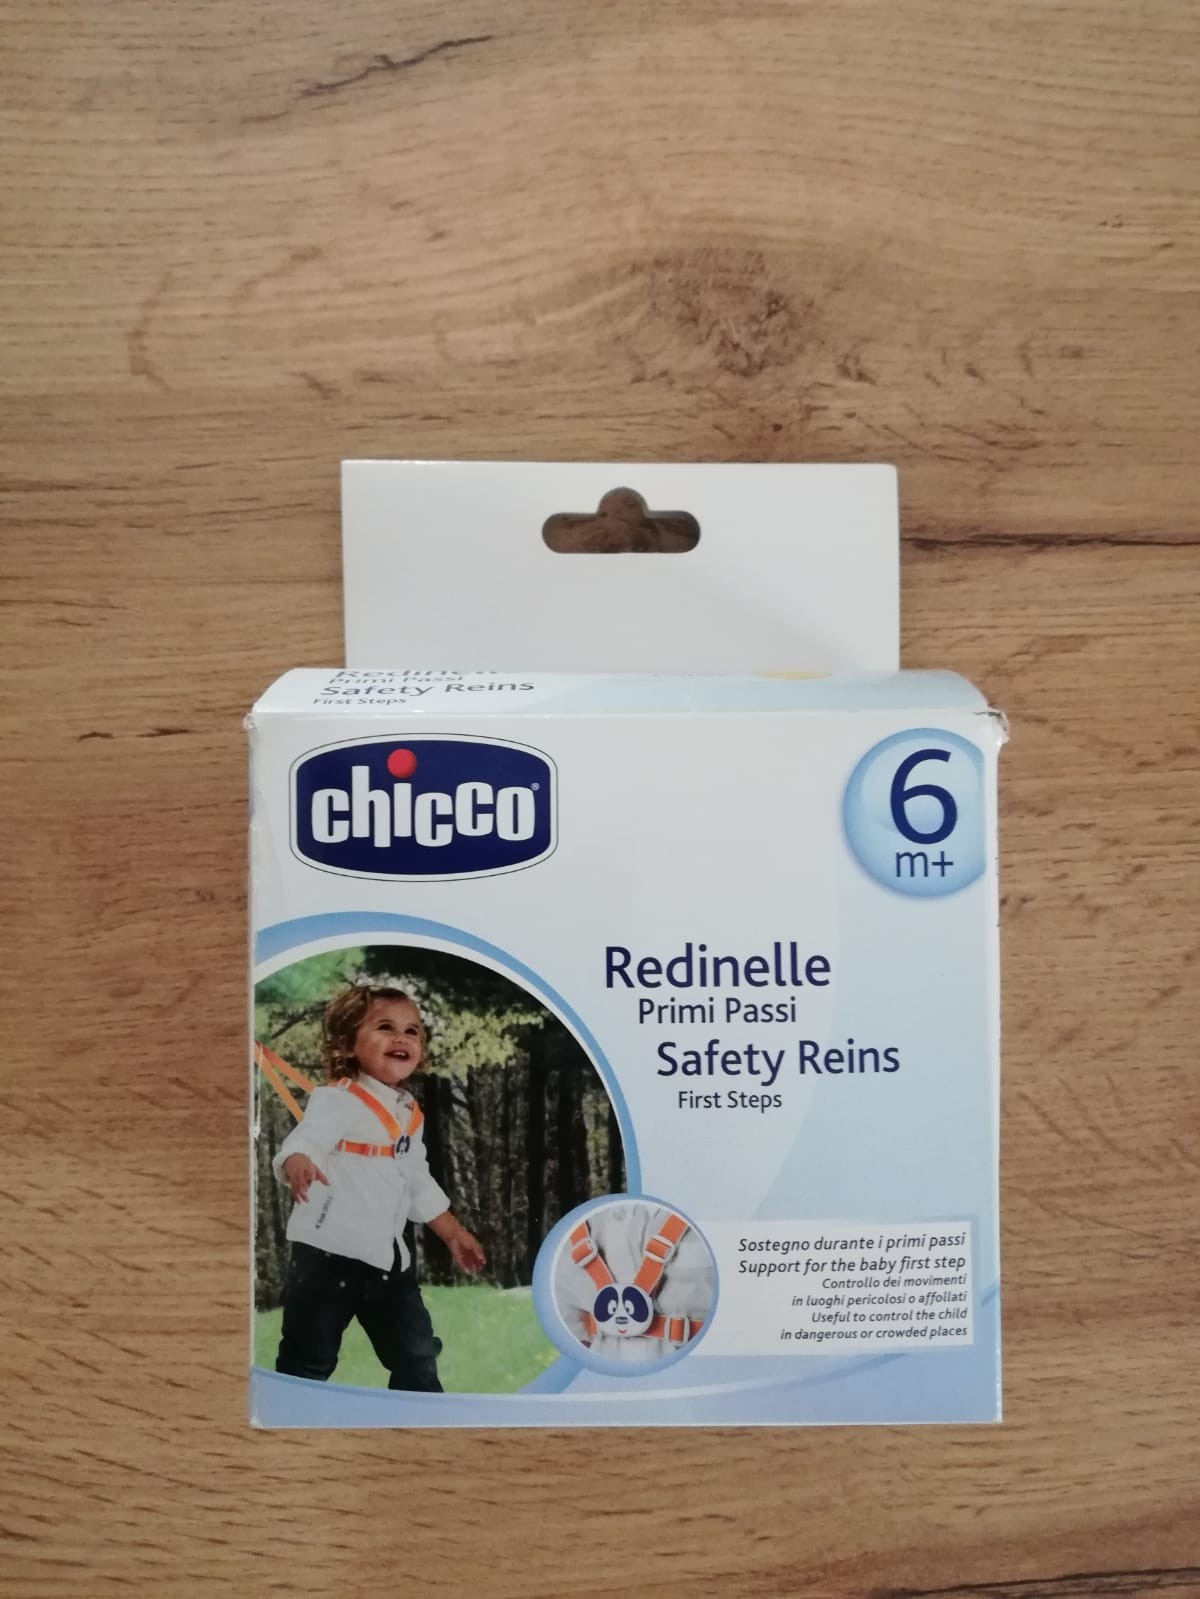 Redinelle
Primi Passi
Safety Reins
First Steps
chicco®
6
m+
Redinelle
Primi Passi
Safety Reins
First Steps
Sostegno durante i primi passi
Support for the baby first step
Controllo dei movimenti
in luoghi pericolosi o affollati
Useful to control the child
in dangerous or crowded places